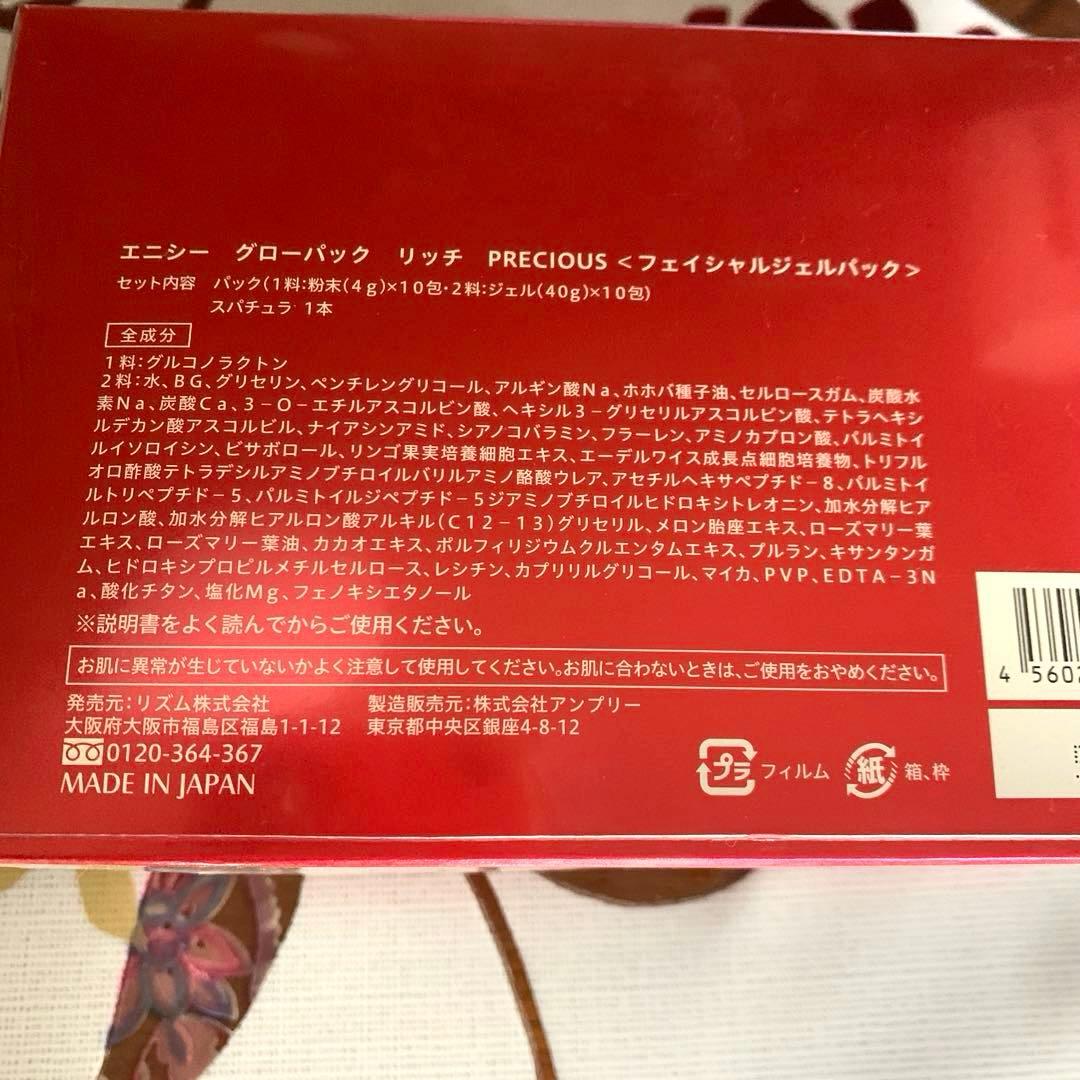 エニシー　グローパック　リッチ　PRECIOUS＜フェイシャルジェルパック＞
セット内容　パック(1料:粉末(4g)×10包・2料:ジェル(40g)×10包)
スパチュラ 1本
全成分
1料:グルコノラクトン
2料:水、BG、グリセリン、ペンチレングリコール、アルギン酸Na、ホホバ種子油、セルロースガム、炭酸水
素Na、炭酸Ca、3-O-エチルアスコルビン酸、ヘキシル3-グリセリルアスコルビン酸、テトラヘキシ
ルデカン酸アスコルビル、ナイアシンアミド、シアノコバラミン、フラーレン、アミノカプロン酸、パルミトイ
ルイソロイシン、ビサボロール、リンゴ果実培養細胞エキス、エーデルワイス成長点細胞培養物、トリフル
オロ酢酸テトラデシルアミノブチロイルバリルアミノ酪酸ウレア、アセチルヘキサペプチド-8、パルミトイ
ルトリペプチド-5、パルミトイルジペプチド-5ジアミノブチロイルヒドロキシトレオニン、加水分解ヒア
ルロン酸、加水分解ヒアルロン酸アルキル(C12-13)グリセリル、メロン胎座エキス、ローズマリー葉
エキス、ローズマリー葉油、カカオエキス、ポルフィリジウムクルエンタムエキス、プルラン、キサンタンガ
ム、ヒドロキシプロピルメチルセルロース、レシチン、カプリリルグリコール、マイカ、PVP、EDTA-3N
a、酸化チタン、塩化Mg、フェノキシエタノール
※説明書をよく読んでからご使用ください。
お肌に異常が生じていないかよく注意して使用してください。お肌に合わないときは、ご使用をおやめください。
発売元:リズム株式会社　製造販売元:株式会社アンプリー
大阪府大阪市福島区福島1-1-12　東京都中央区銀座4-8-12
0120-364-367
MADE IN JAPAN
プラ フィルム 紙 箱、枠
4 5602